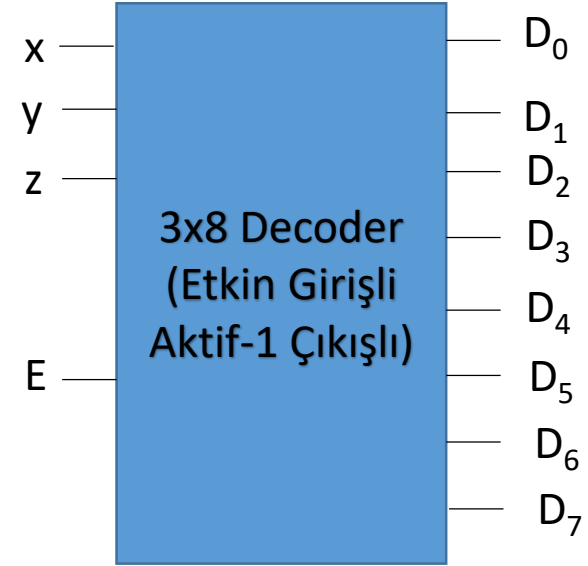 x
y
z
E
3x8 Decoder
(Etkin Girişli
Aktif-1 Çıkışlı)
D₀
D₁
D₂
D₃
D₄
D₅
D₆
D₇